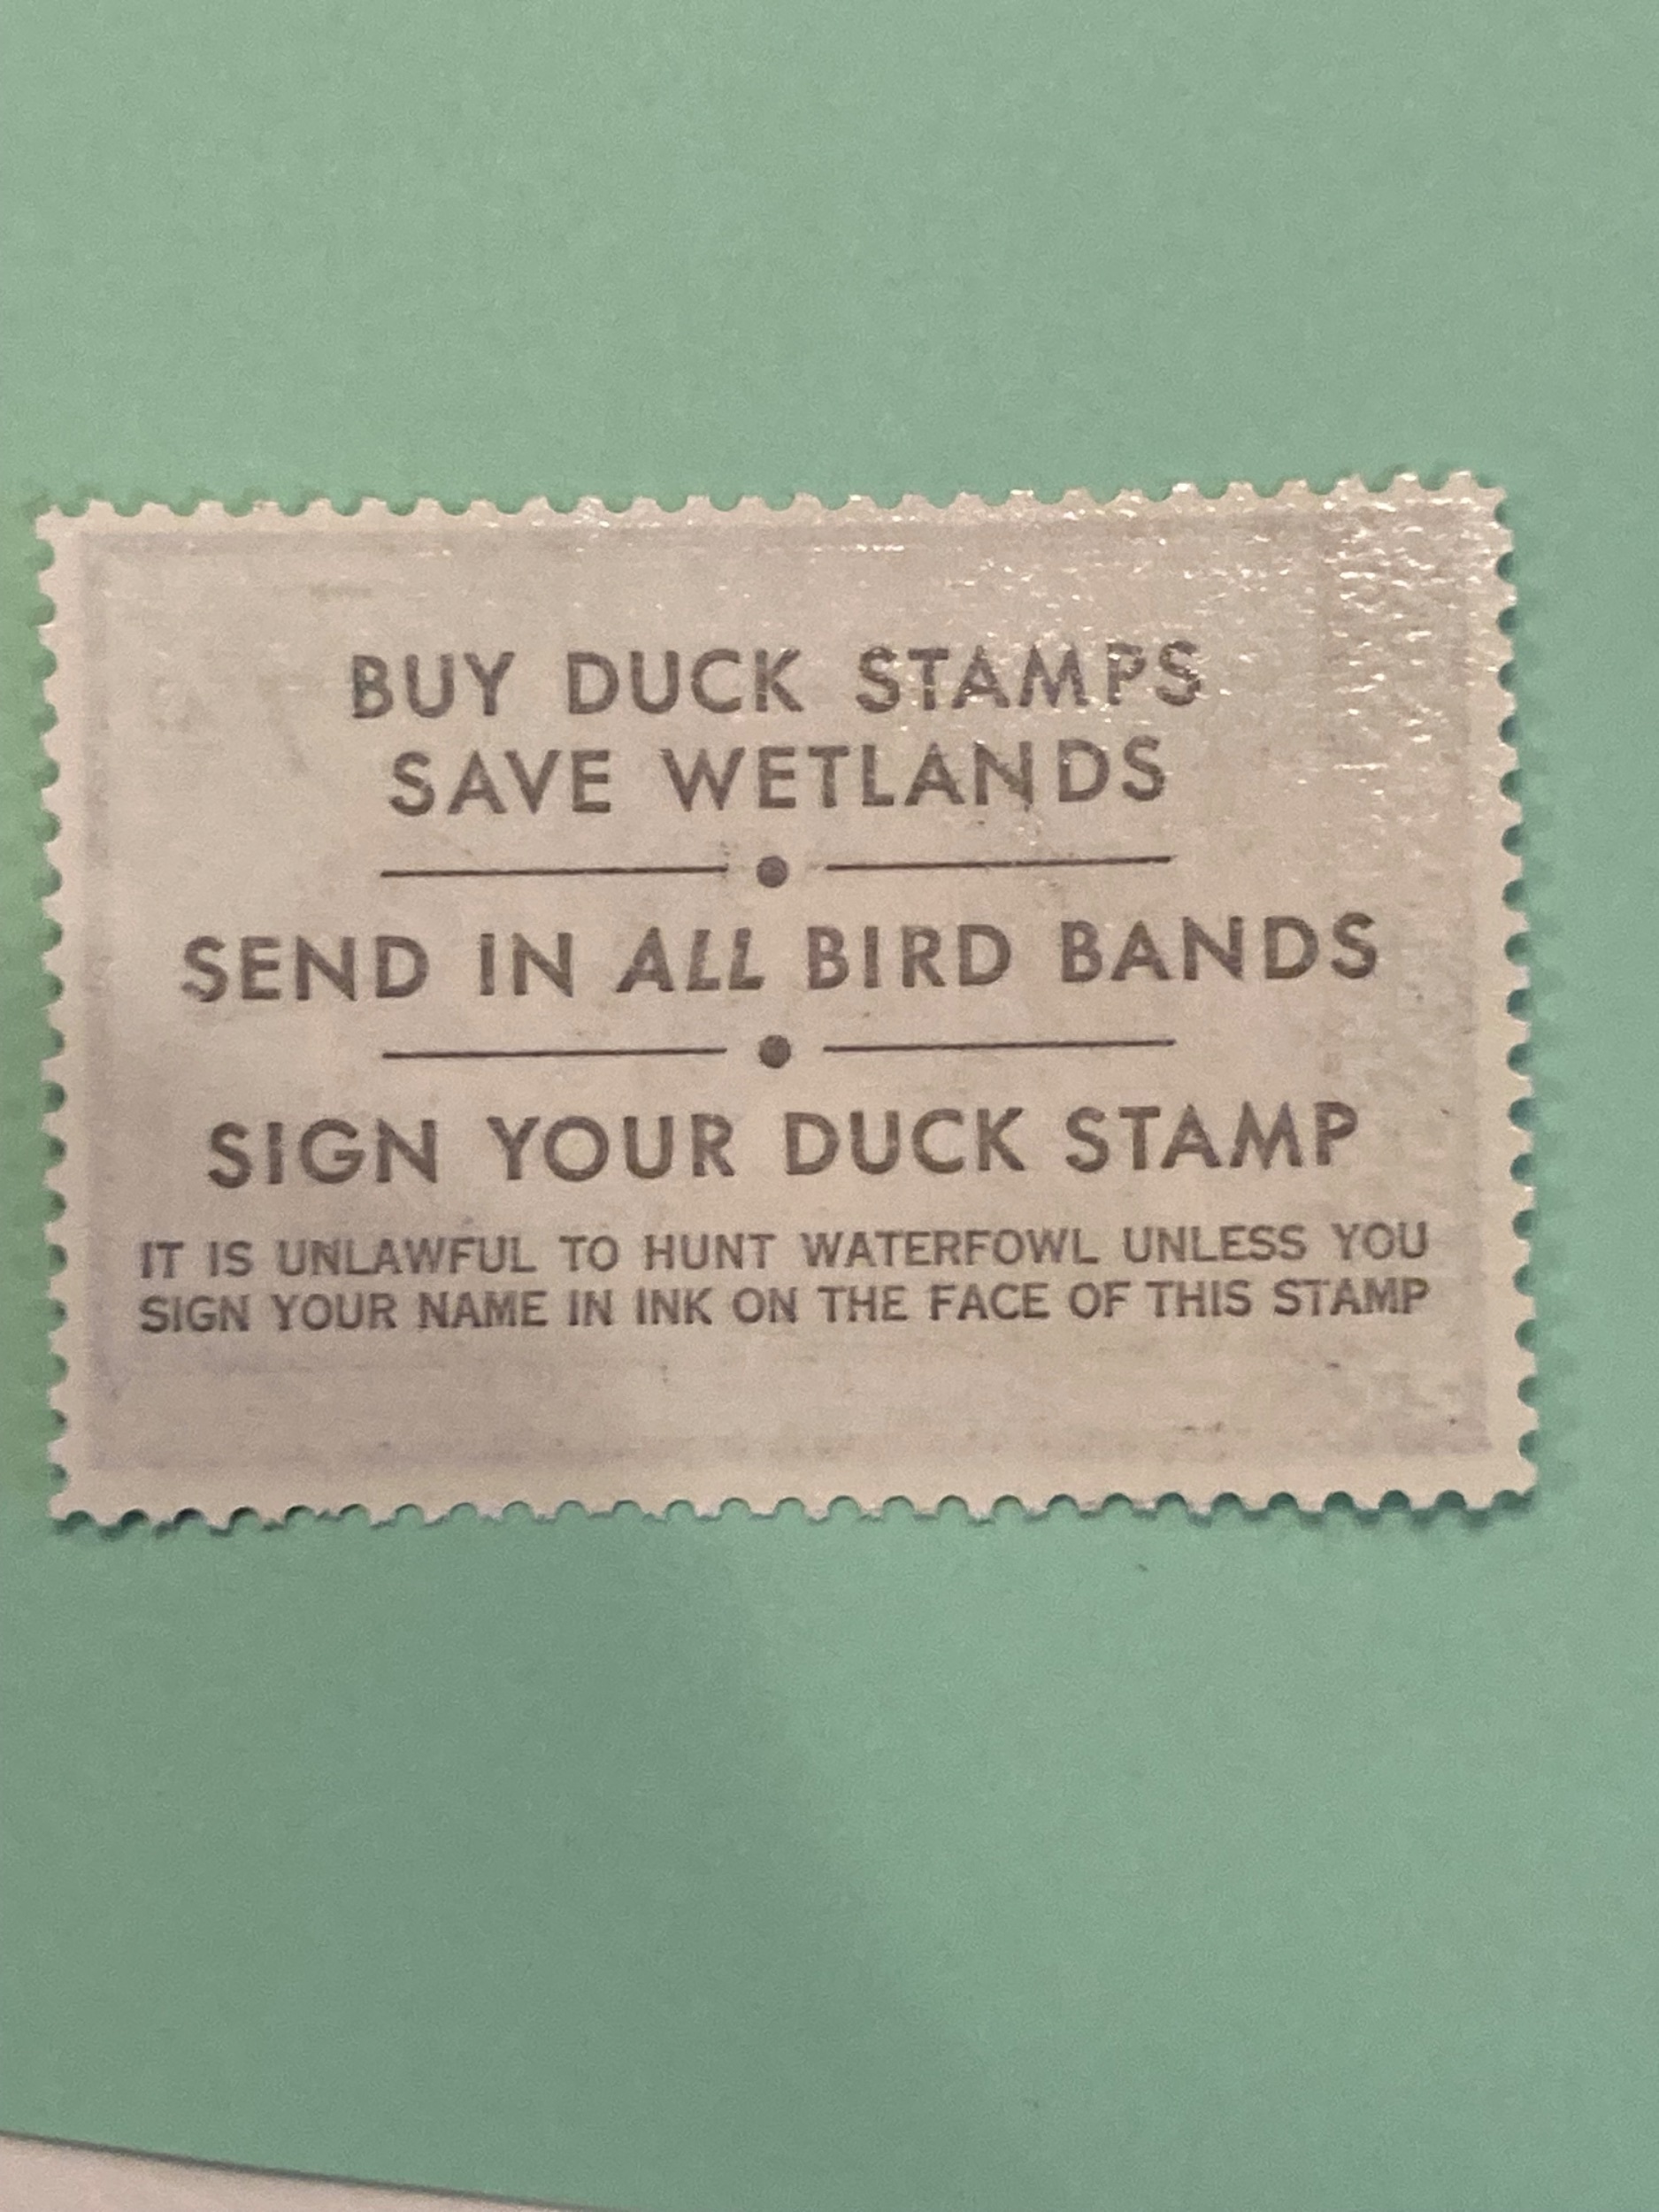 BUY DUCK STAMPS
SAVE WETLANDS
SEND IN ALL BIRD BANDS
SIGN YOUR DUCK STAMP
IT IS UNLAWFUL TO HUNT WATERFOWL UNLESS YOU
SIGN YOUR NAME IN INK ON THE FACE OF THIS STAMP